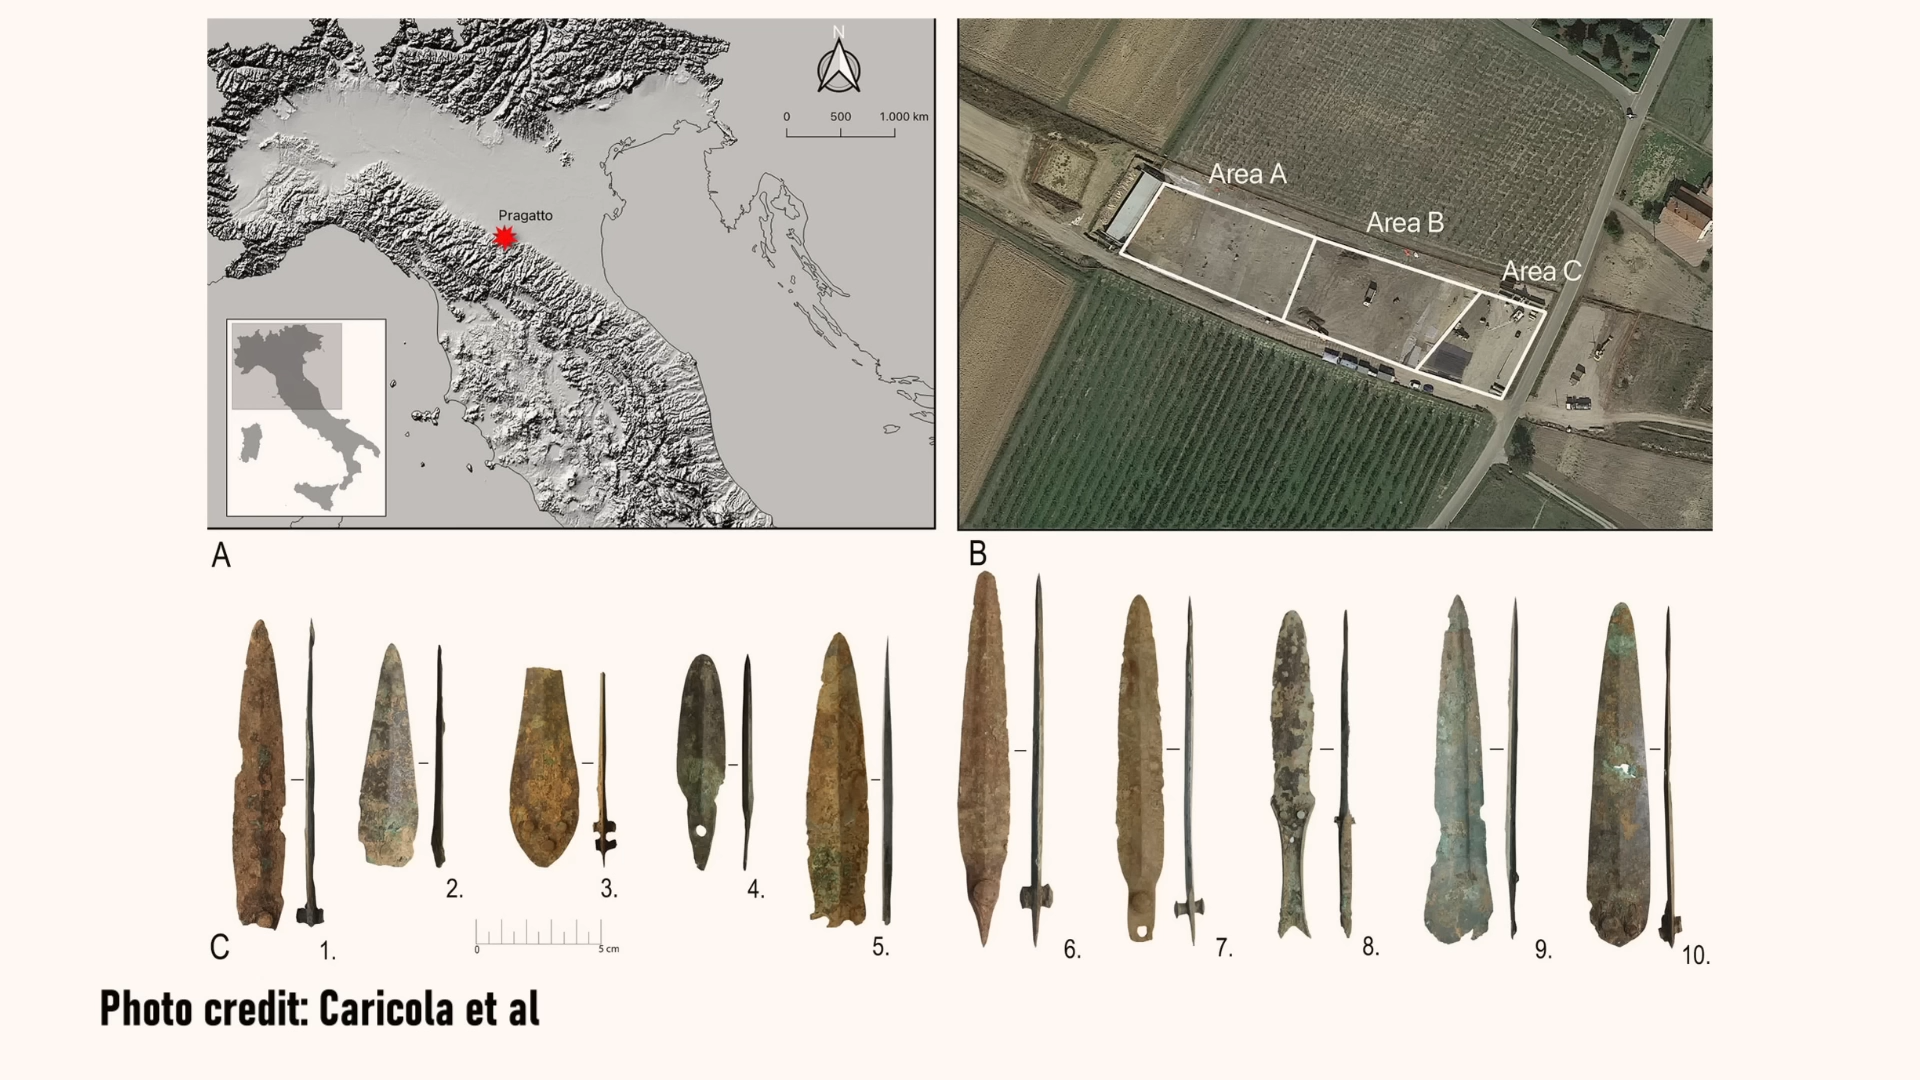 N
0 500 1.000 km
Pragatto
Area A
Area B
Area C
A
B
1.
2.
3.
4.
5.
6.
7.
8.
9.
10.
C
0 5 cm
Photo credit: Caricola et al